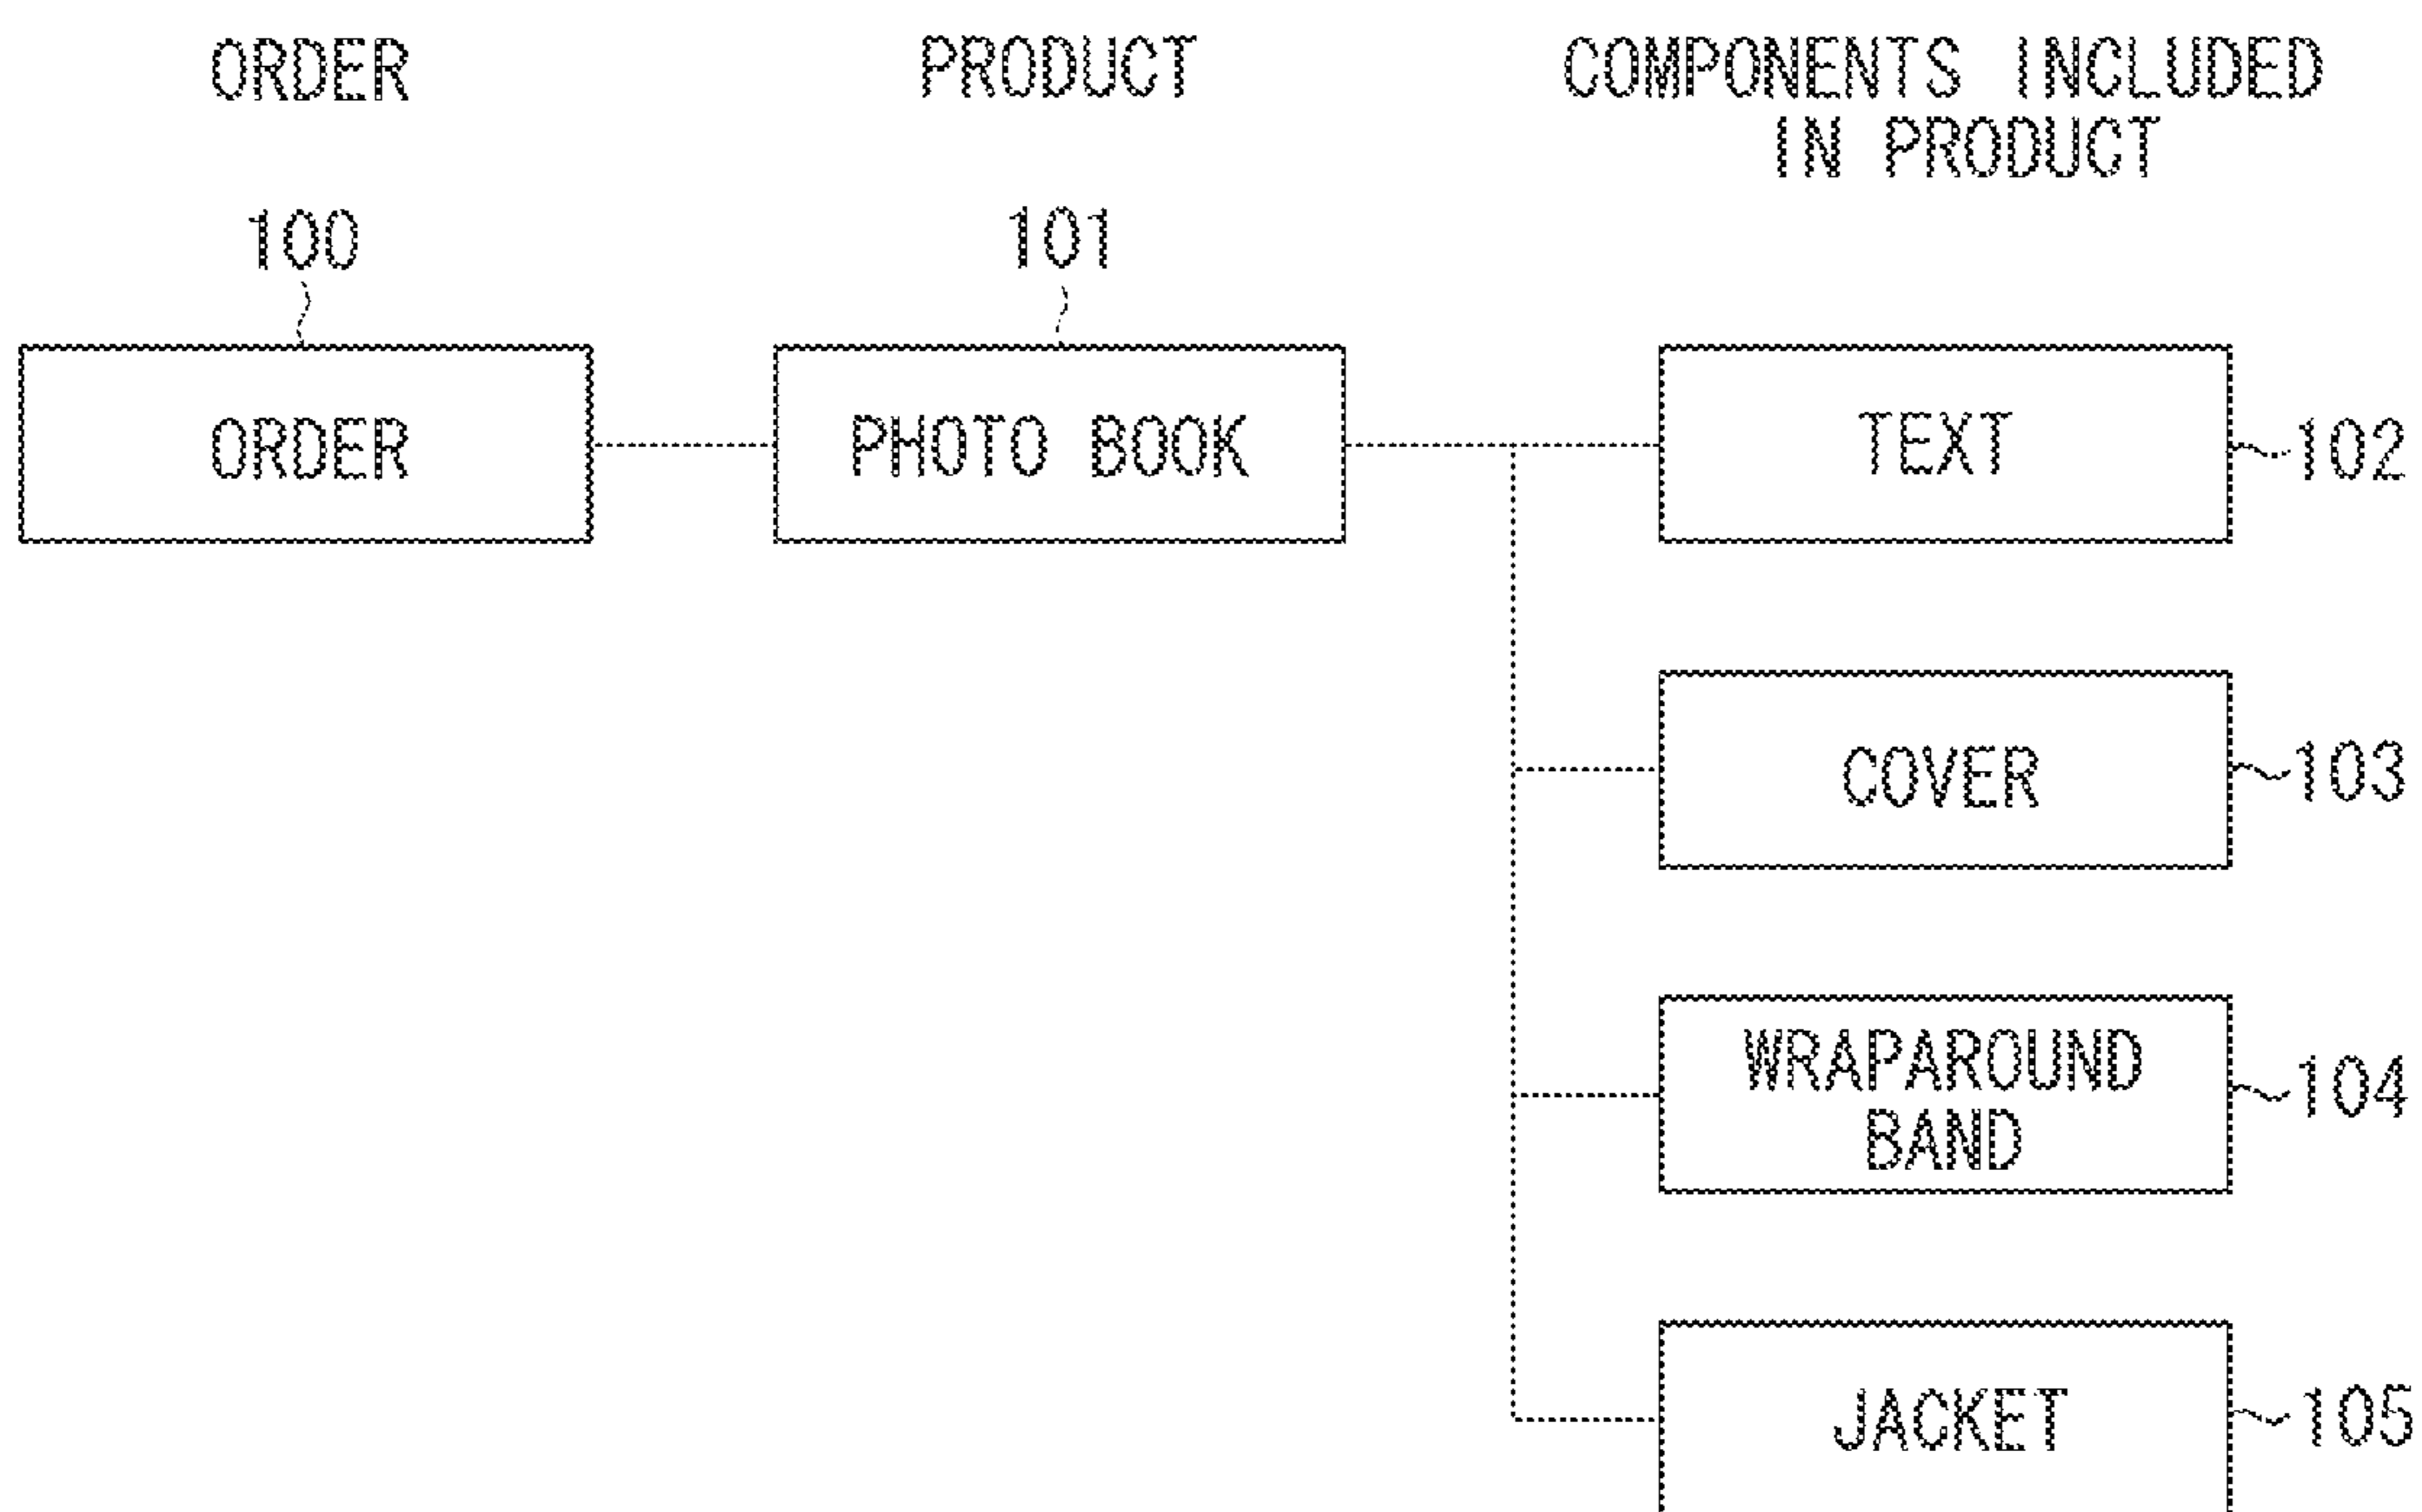 ORDER
PRODUCT
COMPONENTS INCLUDED
IN PRODUCT
100
101
ORDER
PHOTO BOOK
TEXT
102
COVER
103
WRAPAROUND
BAND
104
JACKET
105